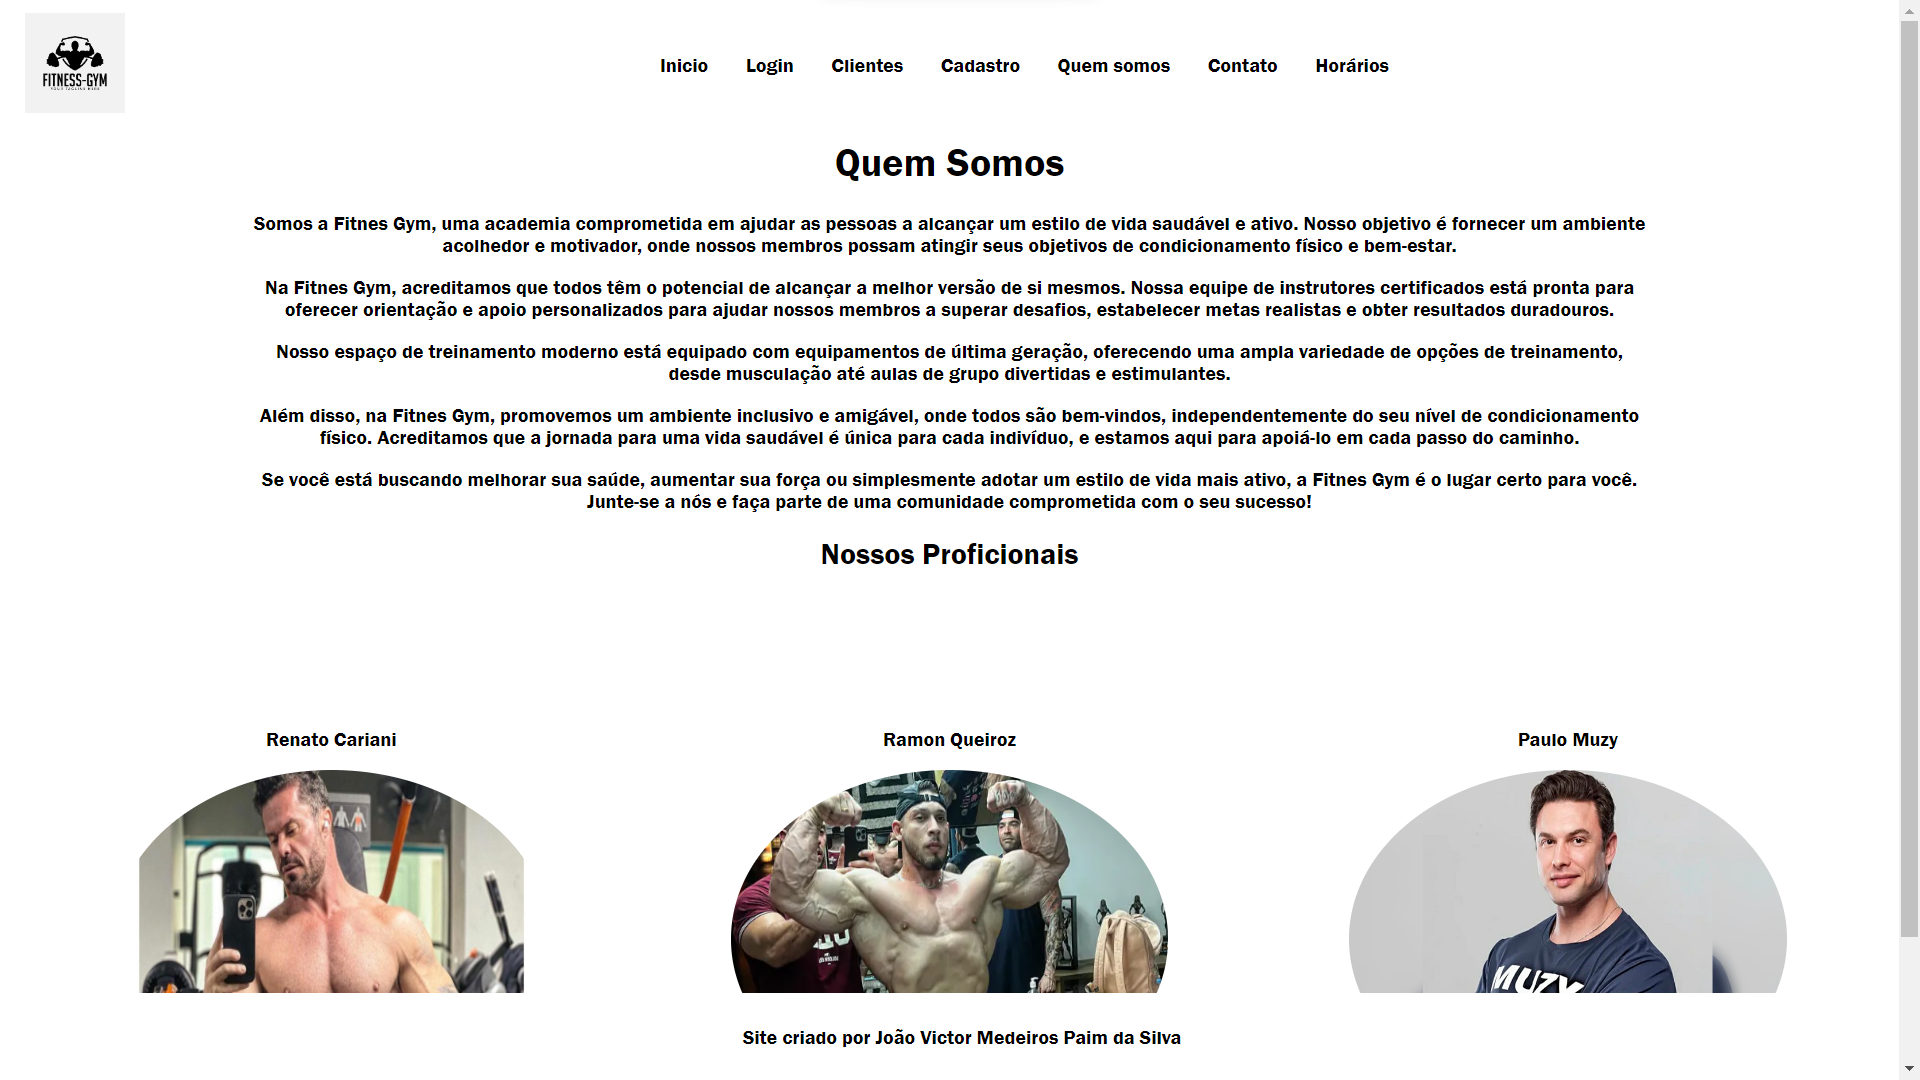 FITNESS-GYM
YOUR TAGLINE HERE
Inicio Login Clientes Cadastro Quem somos Contato Horários
Quem Somos
Somos a Fitnes Gym, uma academia comprometida em ajudar as pessoas a alcançar um estilo de vida saudável e ativo. Nosso objetivo é fornecer um ambiente
acolhedor e motivador, onde nossos membros possam atingir seus objetivos de condicionamento físico e bem-estar.
Na Fitnes Gym, acreditamos que todos têm o potencial de alcançar a melhor versão de si mesmos. Nossa equipe de instrutores certificados está pronta para
oferecer orientação e apoio personalizados para ajudar nossos membros a superar desafios, estabelecer metas realistas e obter resultados duradouros.
Nosso espaço de treinamento moderno está equipado com equipamentos de última geração, oferecendo uma ampla variedade de opções de treinamento,
desde musculação até aulas de grupo divertidas e estimulantes.
Além disso, na Fitnes Gym, promovemos um ambiente inclusivo e amigável, onde todos são bem-vindos, independentemente do seu nível de condicionamento
físico. Acreditamos que a jornada para uma vida saudável é única para cada indivíduo, e estamos aqui para apoiá-lo em cada passo do caminho.
Se você está buscando melhorar sua saúde, aumentar sua força ou simplesmente adotar um estilo de vida mais ativo, a Fitnes Gym é o lugar certo para você.
Junte-se a nós e faça parte de uma comunidade comprometida com o seu sucesso!
Nossos Proficionais
Renato Cariani
Ramon Queiroz
Paulo Muzy
MUZY
Site criado por João Victor Medeiros Paim da Silva